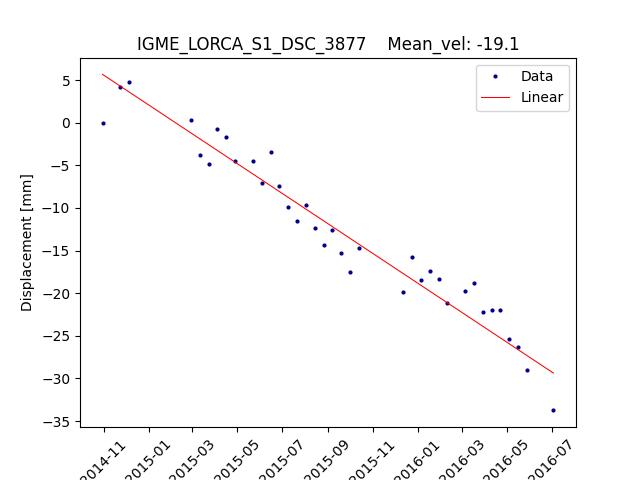 IGME_LORCA_S1_DSC_3877 Mean_vel: -19.1
Data
Linear
Displacement [mm]
5
0
−5
−10
−15
−20
−25
−30
−35
2014-11 2015-01 2015-03 2015-05 2015-07 2015-09 2015-11 2016-01 2016-03 2016-05 2016-07